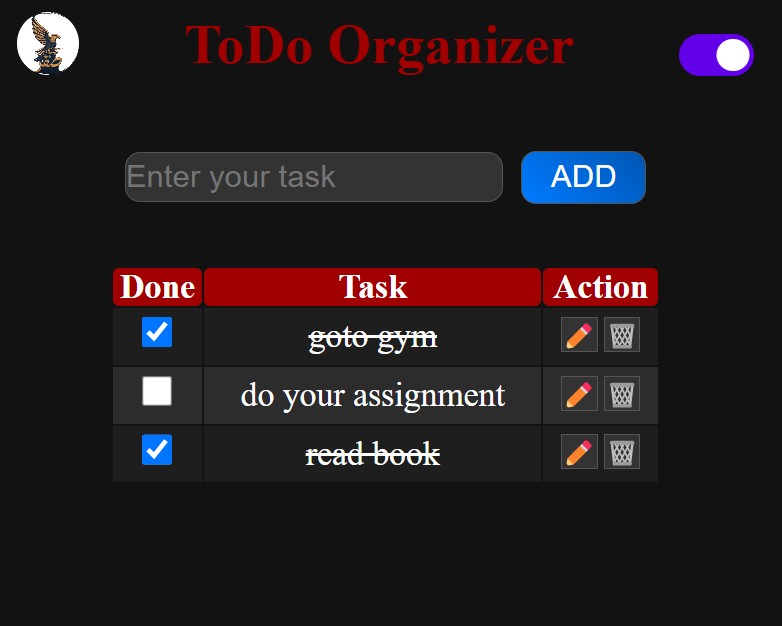 ToDo Organizer
Enter your task ADD
Done Task Action
goto gym
do your assignment
read book